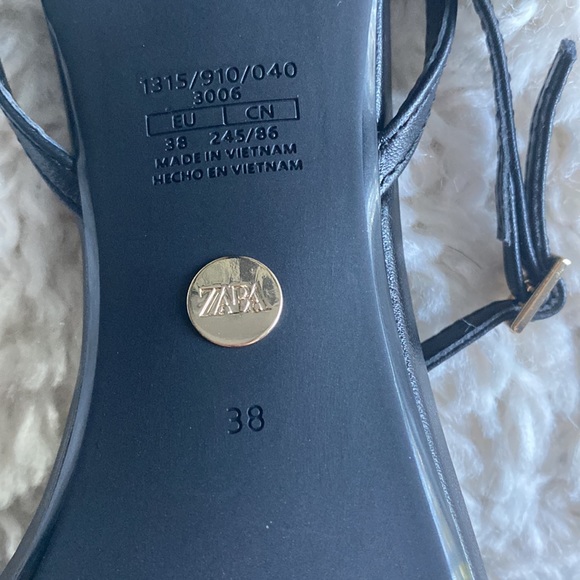 1315/910/040
3006
EU CN
38 245/86
MADE IN VIETNAM
HECHO EN VIETNAM
ZARA
38